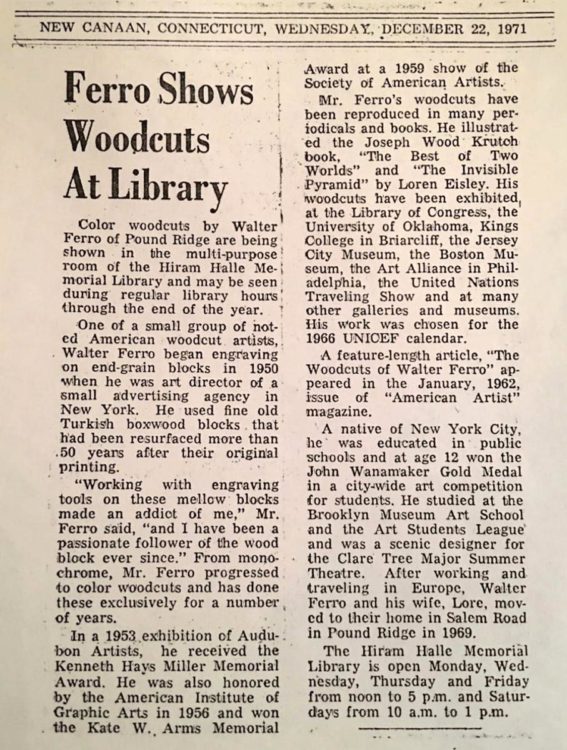 NEW CANAAN, CONNECTICUT, WEDNESDAY, DECEMBER 22, 1971
Ferro Shows
Woodcuts
At Library
Color woodcuts by Walter
Ferro of Pound Ridge are being
shown in the multi-purpose
room of the Hiram Halle Me-
morial Library and may be seen
during regular library hours
through the end of the year.
One of a small group of not-
ed American woodcut artists,
Walter Ferro began engraving
on end-grain blocks in 1950
when he was art director of a
small advertising agency in
New York. He used fine old
Turkish boxwood blocks that
had been resurfaced more than
50 years after their original
printing.
"Working with engraving
tools on these mellow blocks
made an addict of me," Mr.
Ferro said, "and I have been a
passionate follower of the wood
block ever since." From mono-
chrome, Mr. Ferro progressed
to color woodcuts and has done
these exclusively for a number
of years.
In a 1953 exhibition of Audu-
bon Artists, he received the
Kenneth Hays Miller Memorial
Award. He was also honored
by the American Institute of
Graphic Arts in 1956 and won
the Kate W. Arms Memorial
Award at a 1959 show of the
Society of American Artists.
Mr. Ferro's woodcuts have
been reproduced in many per-
iodicals and books. He illustrat-
ed the Joseph Wood Krutch
book, "The Best of Two
Worlds" and "The Invisible
Pyramid" by Loren Eisley. His
woodcuts have been exhibited
at the Library of Congress, the
University of Oklahoma, Kings
College in Briarcliff, the Jersey
City Museum, the Boston Mu-
seum, the Art Alliance in Phil-
adelphia, the United Nations
Traveling Show and at many
other galleries and museums.
His work was chosen for the
1966 UNICEF calendar.
A feature-length article, "The
Woodcuts of Walter Ferro" ap-
peared in the January, 1962,
issue of "American Artist"
magazine.
A native of New York City,
he was educated in public
schools and at age 12 won the
John Wanamaker Gold Medal
in a city-wide art competition
for students. He studied at the
Brooklyn Museum Art School
and the Art Students League
and was a scenic designer for
the Clare Tree Major Summer
Theatre. After working and
traveling in Europe, Walter
Ferro and his wife, Lore, mov-
ed to their home in Salem Road
in Pound Ridge in 1969.
The Hiram Halle Memorial
Library is open Monday, Wed-
nesday, Thursday and Friday
from noon to 5 p.m. and Satur-
days from 10 a.m. to 1 p.m.